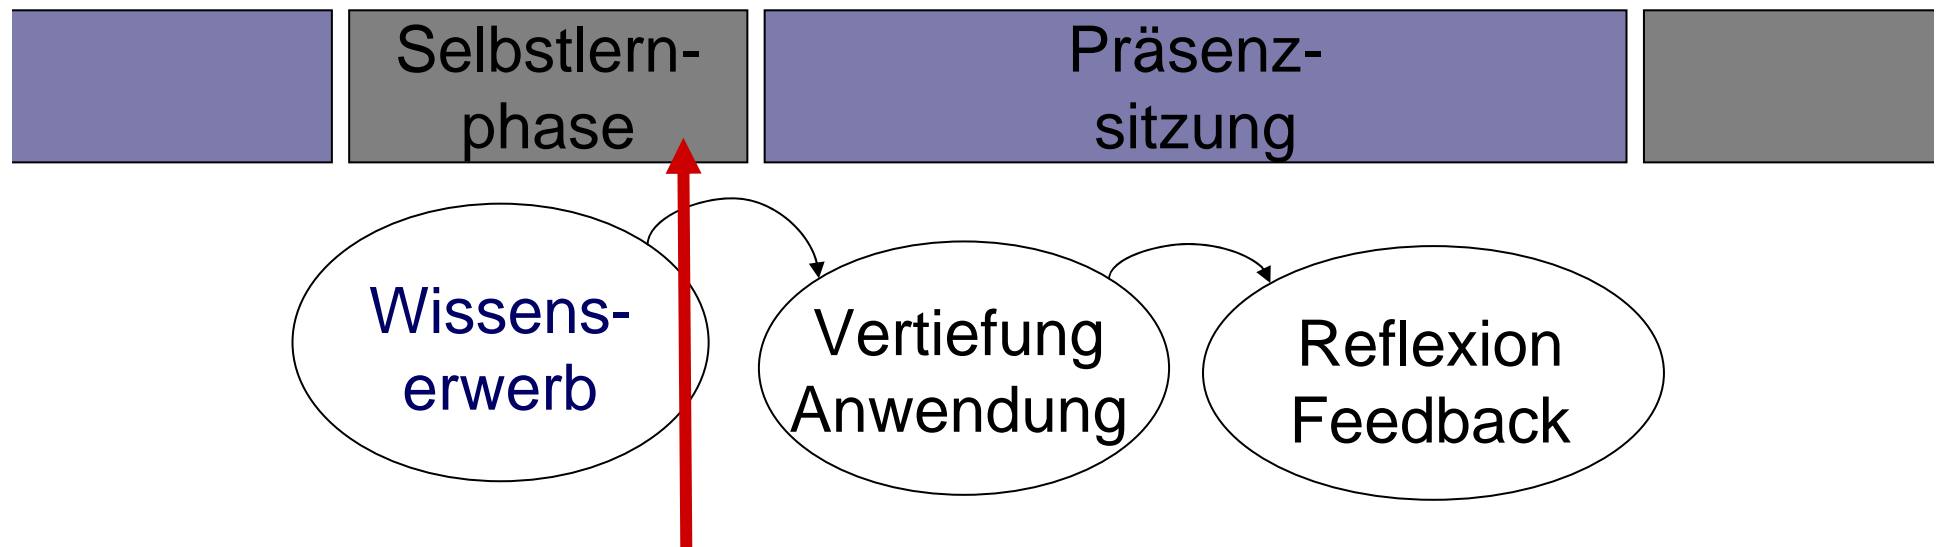 Selbstlern-
phase
Präsenz-
sitzung
Wissens-
erwerb
Vertiefung
Anwendung
Reflexion
Feedback